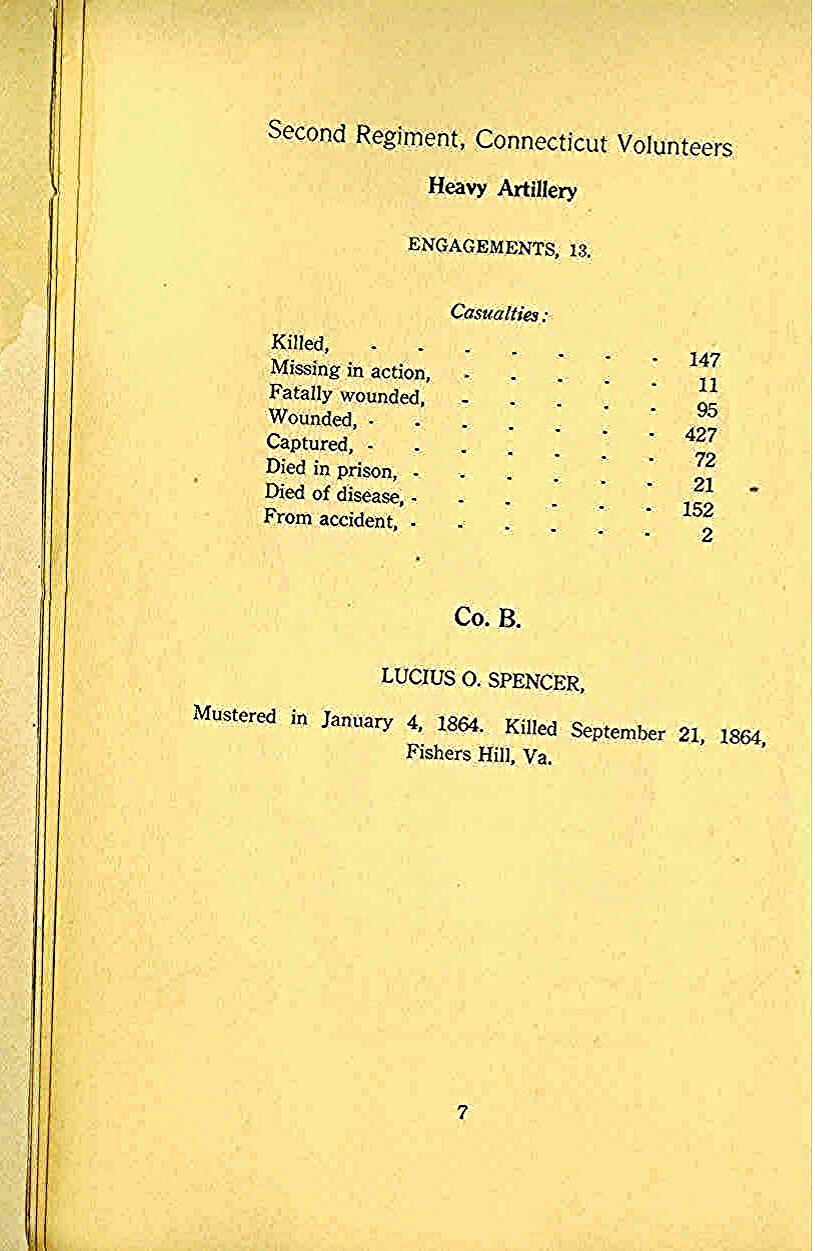 Second Regiment, Connecticut Volunteers
Heavy Artillery
ENGAGEMENTS, 13.
Casualties:
Killed, - - - - - - - 147
Missing in action, - - - - - 11
Fatally wounded, - - - - - 95
Wounded, - - - - - - - 427
Captured, - - - - - - - 72
Died in prison, - - - - - - 21
Died of disease, - - - - - - 152
From accident, - - - - - - 2
Co. B.
LUCIUS O. SPENCER,
Mustered in January 4, 1864. Killed September 21, 1864,
Fishers Hill, Va.
7